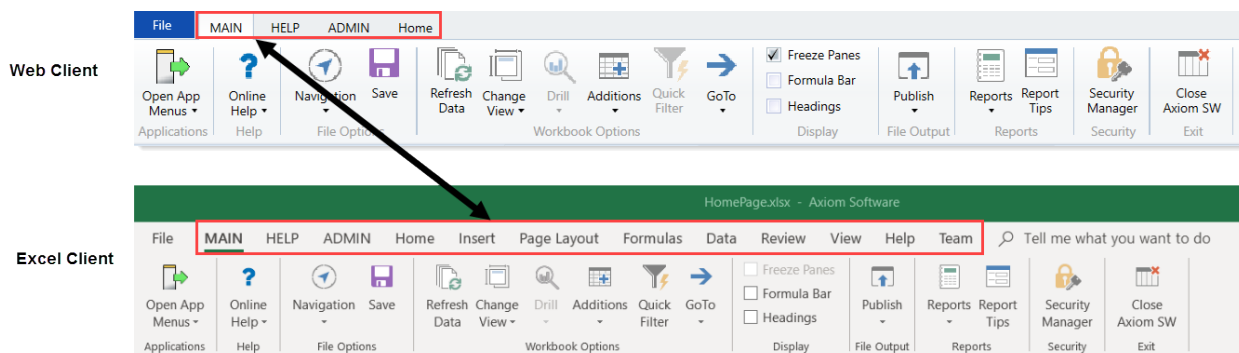 File MAIN HELP ADMIN Home
Web Client
Open App Menus
Online Help
Navigation
Save
Refresh Data
Change View
Drill
Additions
Quick Filter
GoTo
Freeze Panes
Formula Bar
Headings
Publish
Reports
Report Tips
Security Manager
Close Axiom SW
Applications Help File Options Workbook Options Display File Output Reports Security Exit
HomePage.xlsx - Axiom Software
File MAIN HELP ADMIN Home Insert Page Layout Formulas Data Review View Help Team Tell me what you want to do
Excel Client
Open App Menus
Online Help
Navigation
Save
Refresh Data
Change View
Drill
Additions
Quick Filter
GoTo
Freeze Panes
Formula Bar
Headings
Publish
Reports
Report Tips
Security Manager
Close Axiom SW
Applications Help File Options Workbook Options Display File Output Reports Security Exit